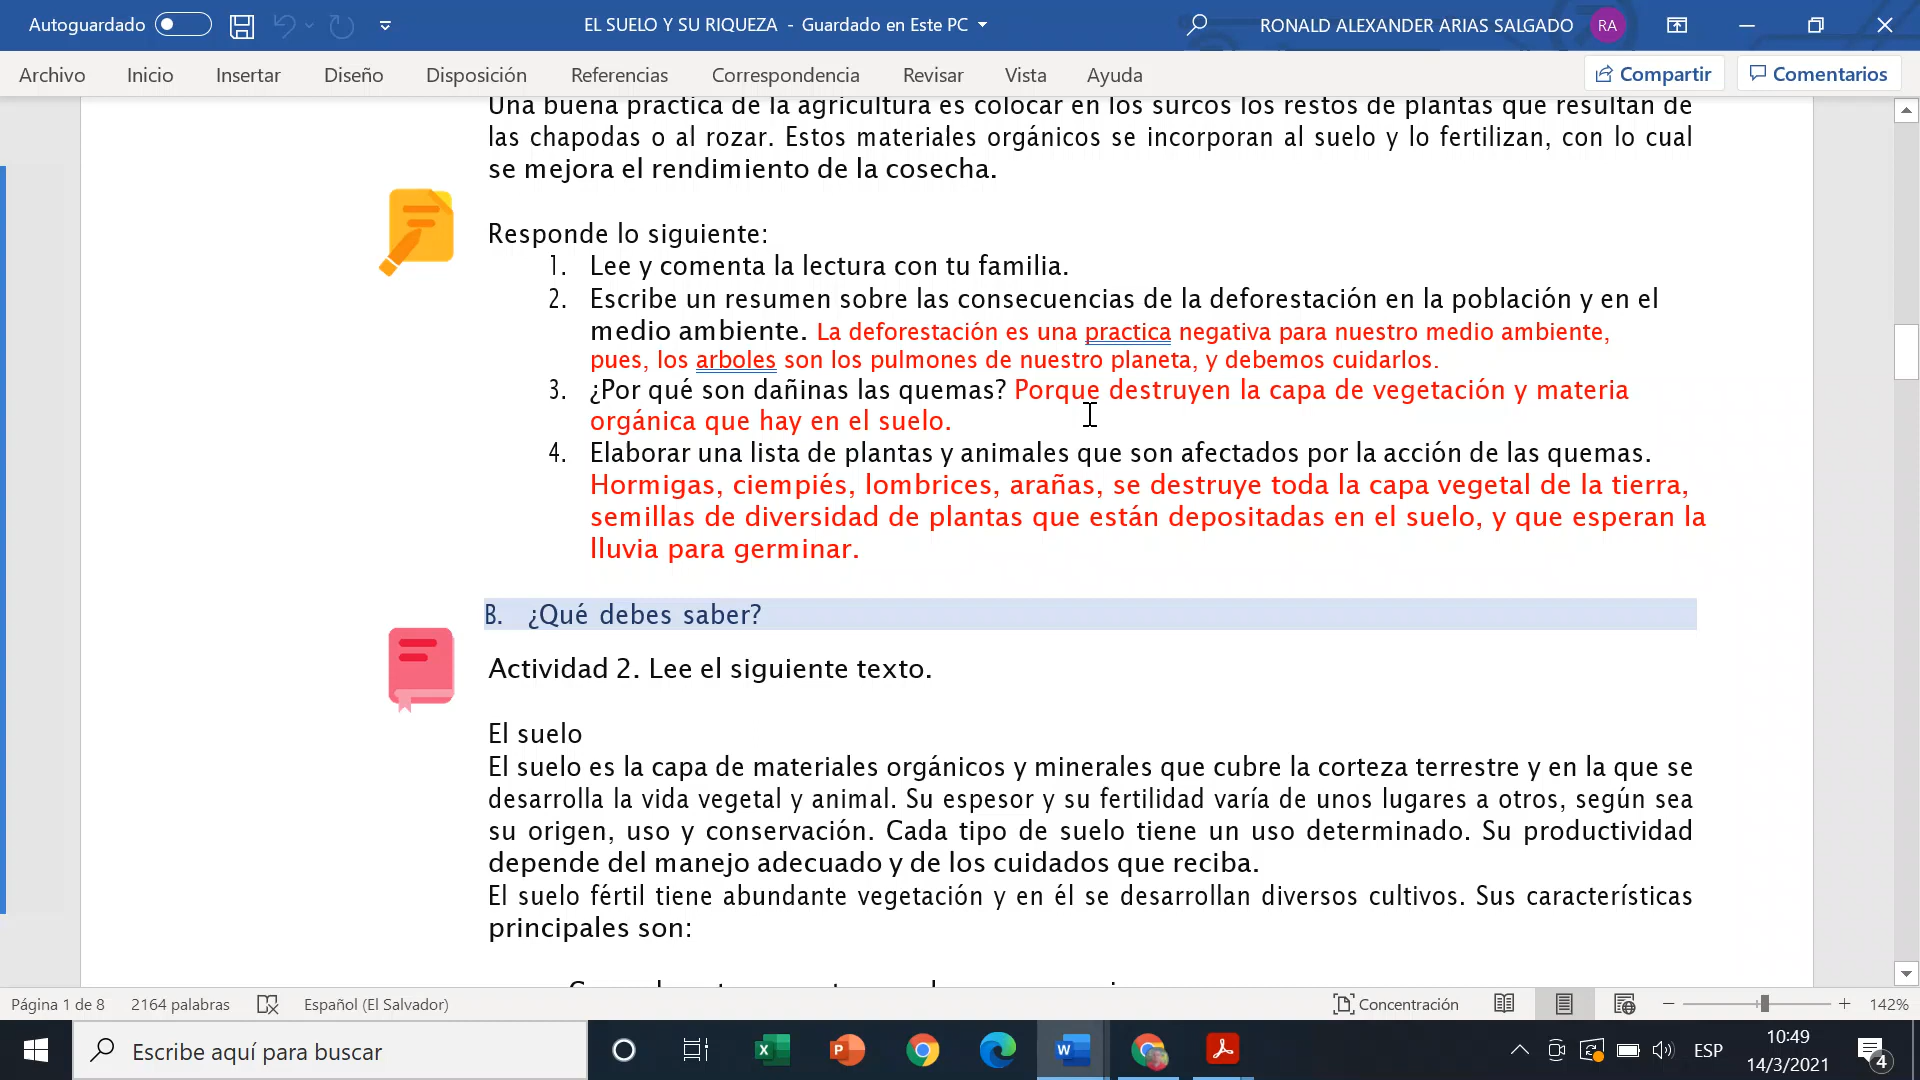 Autoguardado
EL SUELO Y SU RIQUEZA - Guardado en Este PC
RONALD ALEXANDER ARIAS SALGADO
RA
Archivo Inicio Insertar Diseño Disposición Referencias Correspondencia Revisar Vista Ayuda Compartir Comentarios
Una buena práctica de la agricultura es colocar en los surcos los restos de plantas que resultan de
las chapodas o al rozar. Estos materiales orgánicos se incorporan al suelo y lo fertilizan, con lo cual
se mejora el rendimiento de la cosecha.
Responde lo siguiente:
1. Lee y comenta la lectura con tu familia.
2. Escribe un resumen sobre las consecuencias de la deforestación en la población y en el
medio ambiente. La deforestación es una practica negativa para nuestro medio ambiente,
pues, los arboles son los pulmones de nuestro planeta, y debemos cuidarlos.
3. ¿Por qué son dañinas las quemas? Porque destruyen la capa de vegetación y materia
orgánica que hay en el suelo.
4. Elaborar una lista de plantas y animales que son afectados por la acción de las quemas.
Hormigas, ciempiés, lombrices, arañas, se destruye toda la capa vegetal de la tierra,
semillas de diversidad de plantas que están depositadas en el suelo, y que esperan la
lluvia para germinar.
B. ¿Qué debes saber?
Actividad 2. Lee el siguiente texto.
El suelo
El suelo es la capa de materiales orgánicos y minerales que cubre la corteza terrestre y en la que se
desarrolla la vida vegetal y animal. Su espesor y su fertilidad varía de unos lugares a otros, según sea
su origen, uso y conservación. Cada tipo de suelo tiene un uso determinado. Su productividad
depende del manejo adecuado y de los cuidados que reciba.
El suelo fértil tiene abundante vegetación y en él se desarrollan diversos cultivos. Sus características
principales son:
Página 1 de 8 2164 palabras Español (El Salvador) Concentración 142%
Escribe aquí para buscar
ESP
10:49
14/3/2021
4